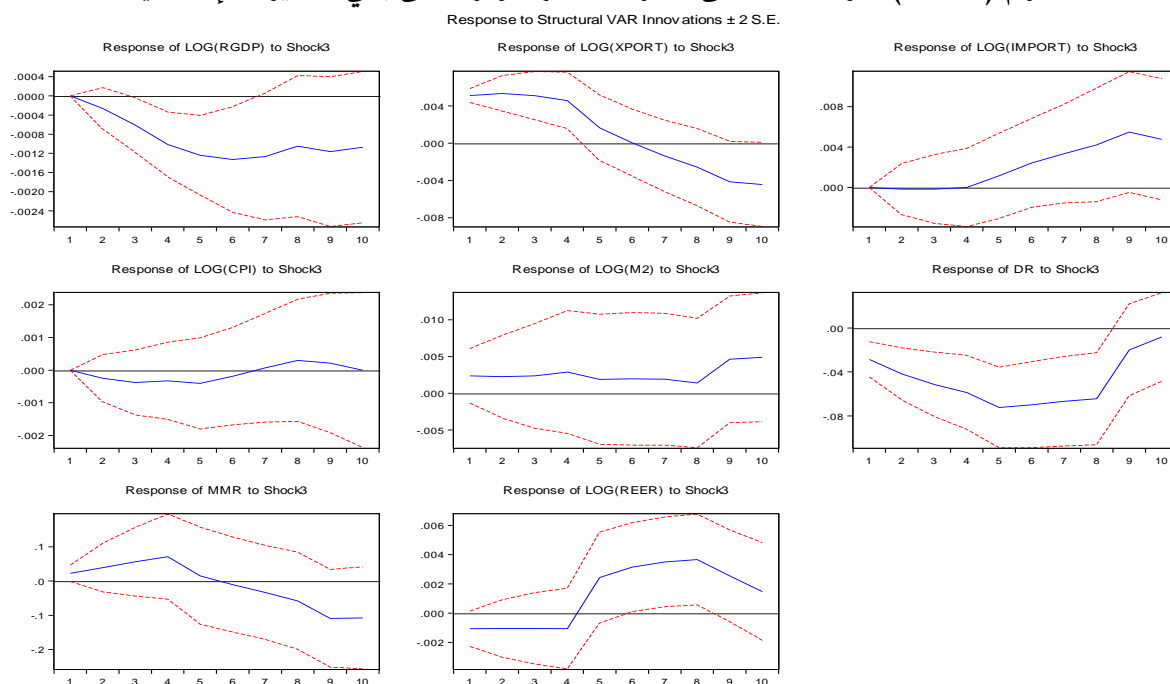 Response to Structural VAR Innovations ± 2 S.E.
Response of LOG(RGDP) to Shock3
.0004
.0000
-.0004
-.0008
-.0012
-.0016
-.0020
-.0024
1 2 3 4 5 6 7 8 9 10
Response of LOG(XPORT) to Shock3
.004
.000
-.004
-.008
1 2 3 4 5 6 7 8 9 10
Response of LOG(IMPORT) to Shock3
.008
.004
.000
1 2 3 4 5 6 7 8 9 10
Response of LOG(CPI) to Shock3
.002
.001
.000
-.001
-.002
1 2 3 4 5 6 7 8 9 10
Response of LOG(M2) to Shock3
.010
.005
.000
-.005
1 2 3 4 5 6 7 8 9 10
Response of DR to Shock3
.00
-.04
-.08
1 2 3 4 5 6 7 8 9 10
Response of MMR to Shock3
.1
.0
-.1
-.2
1 2 3 4 5 6 7 8 9 10
Response of LOG(REER) to Shock3
.006
.004
.002
.000
-.002
1 2 3 4 5 6 7 8 9 10